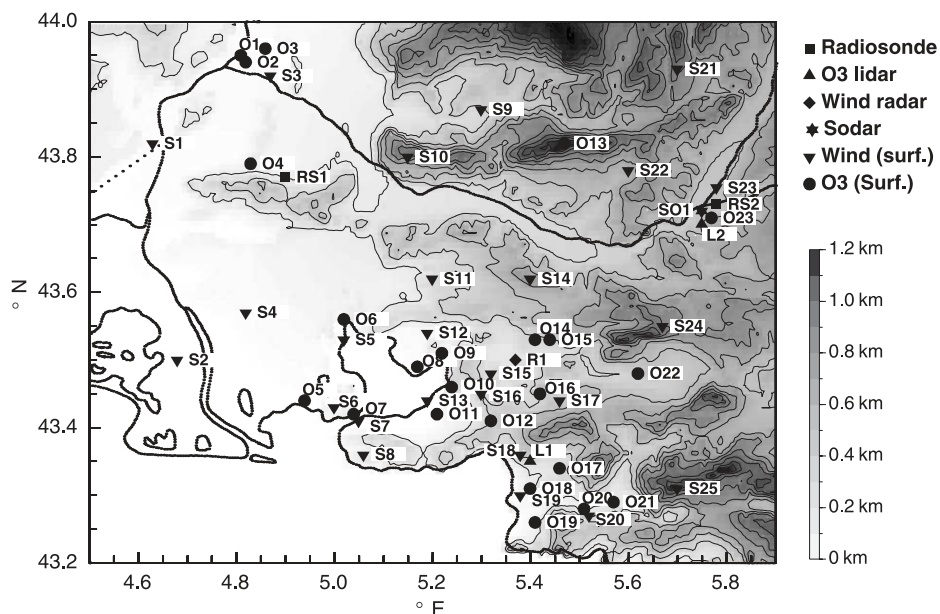 44.0
43.8
43.6
43.4
43.2
° N
4.6
4.8
5.0
5.2
5.4
5.6
5.8
° E
O1
O2
O3
S3
S1
O4
RS1
S9
S10
O13
S21
S22
S23
SO1
RS2
O23
L2
S11
S14
S4
S2
O6
S5
S12
O9
O8
O14
O15
R1
S24
O22
S15
O10
S16
O16
S17
O5
S6
O7
S7
S13
O11
O12
S8
S18
L1
O17
O18
S19
O19
O20
S20
O21
S25
Radiosonde
O3 lidar
Wind radar
Sodar
Wind (surf.)
O3 (Surf.)
1.2 km
1.0 km
0.8 km
0.6 km
0.4 km
0.2 km
0 km